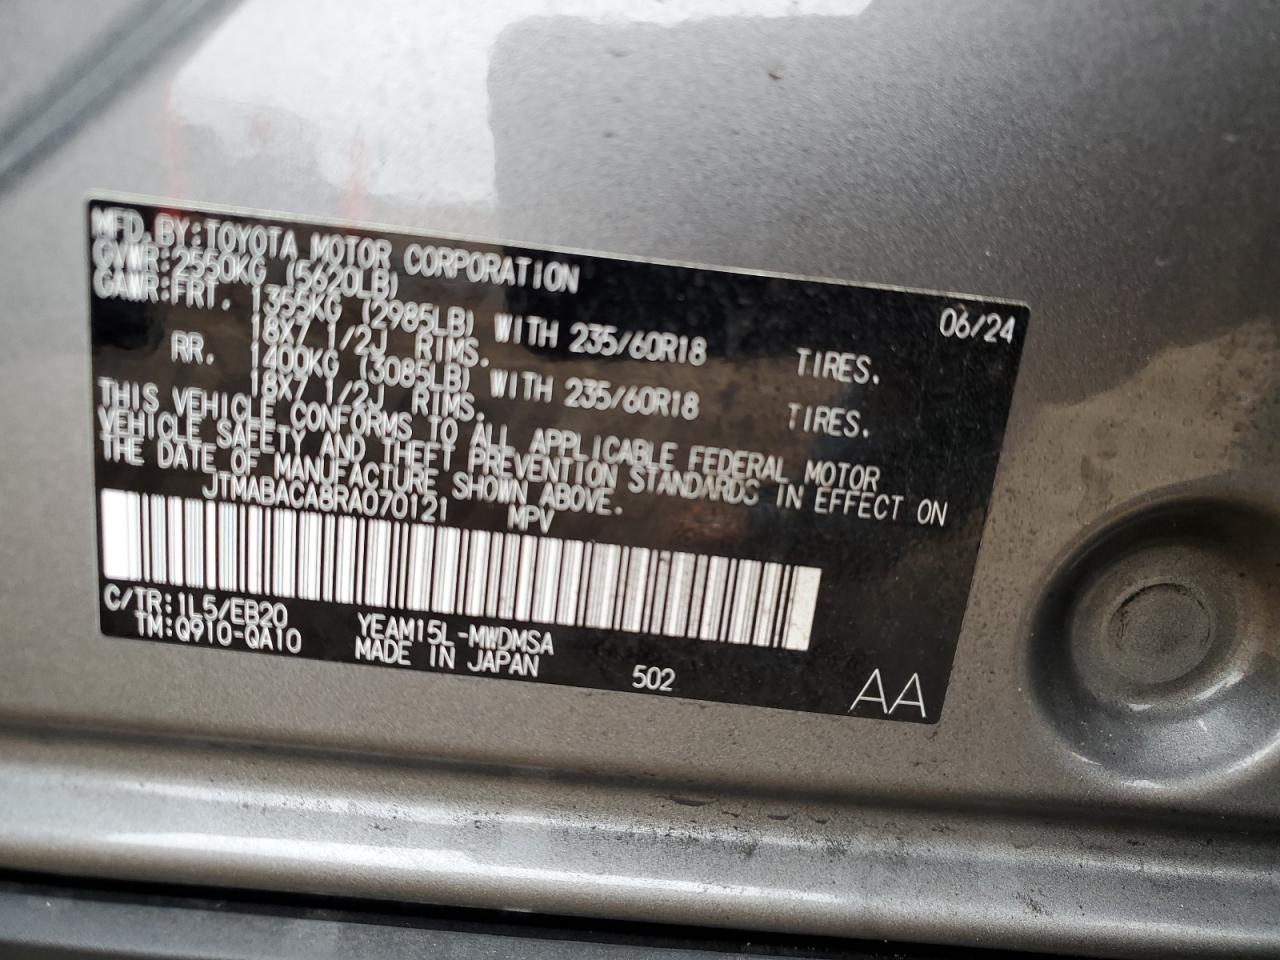 MFD.BY:TOYOTA MOTOR CORPORATION 06/24
GVWR:2550KG (5620LB)
GAWR:FRT. 1355KG (2985LB) WITH 235/60R18 TIRES.
18X7 1/2J RIMS.
RR. 1400KG (3085LB) WITH 235/60R18 TIRES.
18X7 1/2J RIMS.
THIS VEHICLE CONFORMS TO ALL APPLICABLE FEDERAL MOTOR
VEHICLE SAFETY AND THEFT PREVENTION STANDARDS IN EFFECT ON
THE DATE OF MANUFACTURE SHOWN ABOVE.
JTMABACA8RA070121 MPV
C/TR:1L5/EB20 YEAM15L-MWDMSA
TM:Q910-QA10 MADE IN JAPAN 502 AA